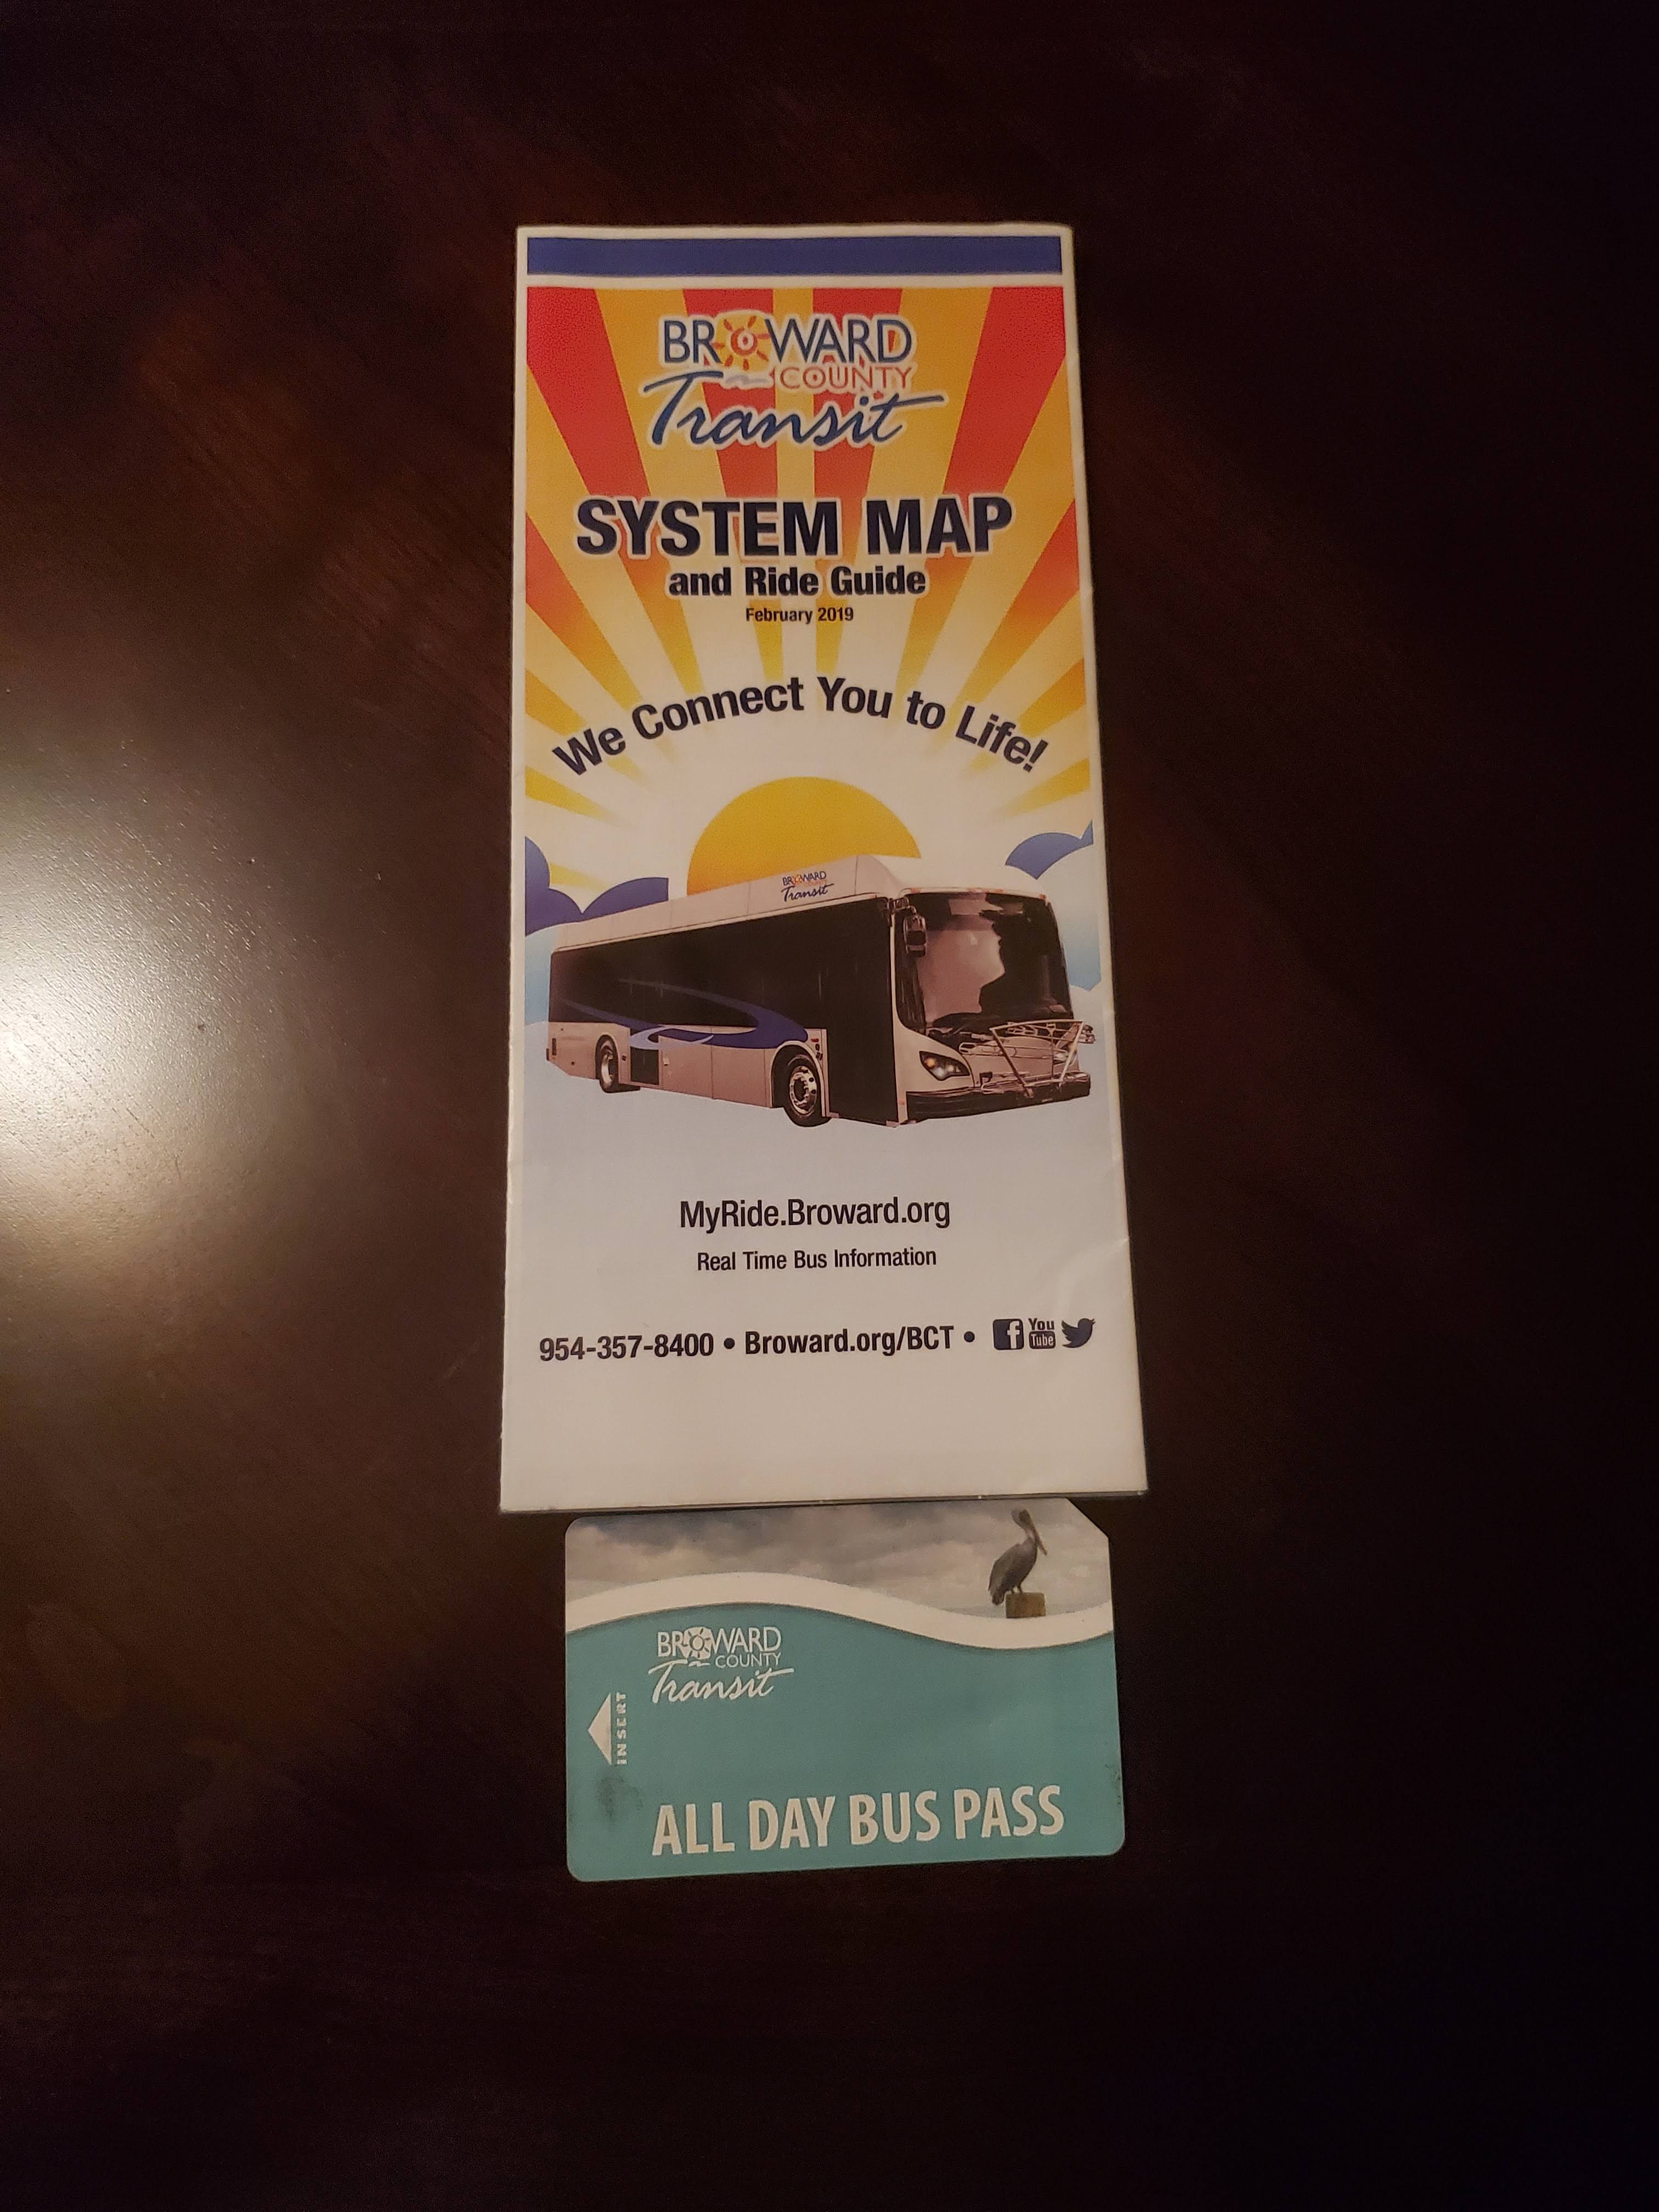 BROWARD
COUNTY
Transit
SYSTEM MAP
and Ride Guide
February 2019
We Connect You to Life!
BROWARD
Transit
MyRide.Broward.org
Real Time Bus Information
954-357-8400 • Broward.org/BCT • f You Tube
BROWARD
COUNTY
Transit
INSERT
ALL DAY BUS PASS